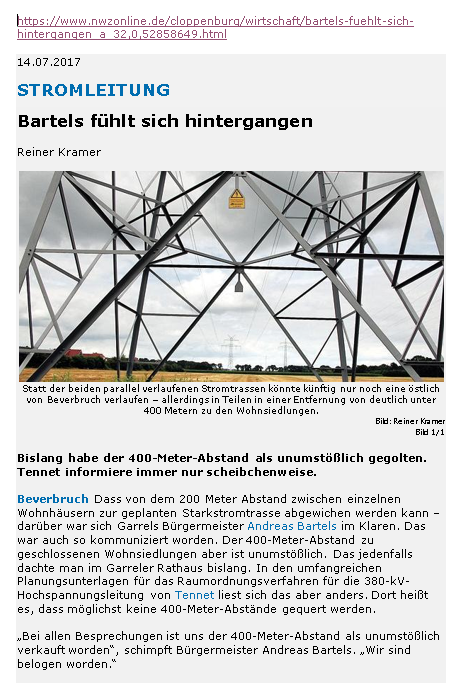 https://www.nwzonline.de/cloppenburg/wirtschaft/bartels-fuehlt-sich-
hintergangen_a_32,0,52858649.html
14.07.2017
STROMLEITUNG
Bartels fühlt sich hintergangen
Reiner Kramer
Statt der beiden parallel verlaufenen Stromtrassen könnte künftig nur noch eine östlich
von Beverbruch verlaufen – allerdings in Teilen in einer Entfernung von deutlich unter
400 Metern zu den Wohnsiedlungen.
Bild: Reiner Kramer
Bild 1/1
Bislang habe der 400-Meter-Abstand als unumstößlich gegolten.
Tennet informiere immer nur scheibchenweise.
Beverbruch Dass von dem 200 Meter Abstand zwischen einzelnen
Wohnhäusern zur geplanten Starkstromtrasse abgewichen werden kann –
darüber war sich Garrels Bürgermeister Andreas Bartels im Klaren. Das
war auch so kommuniziert worden. Der 400-Meter-Abstand zu
geschlossenen Wohnsiedlungen aber ist unumstößlich. Das jedenfalls
dachte man im Garreler Rathaus bislang. In den umfangreichen
Planungsunterlagen für das Raumordnungsverfahren für die 380-kV-
Hochspannungsleitung von Tennet liest sich das aber anders. Dort heißt
es, dass möglichst keine 400-Meter-Abstände gequert werden.
„Bei allen Besprechungen ist uns der 400-Meter-Abstand als unumstößlich
verkauft worden“, schimpft Bürgermeister Andreas Bartels. „Wir sind
belogen worden.“